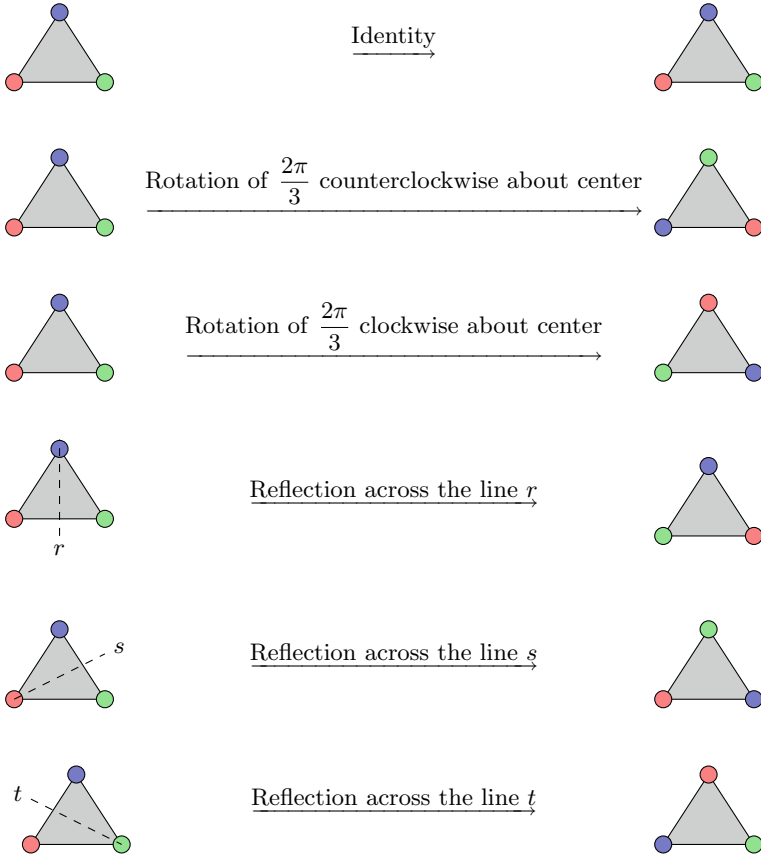 Identity
Rotation of 2π/3 counterclockwise about center
Rotation of 2π/3 clockwise about center
Reflection across the line r
r
s
Reflection across the line s
t
Reflection across the line t